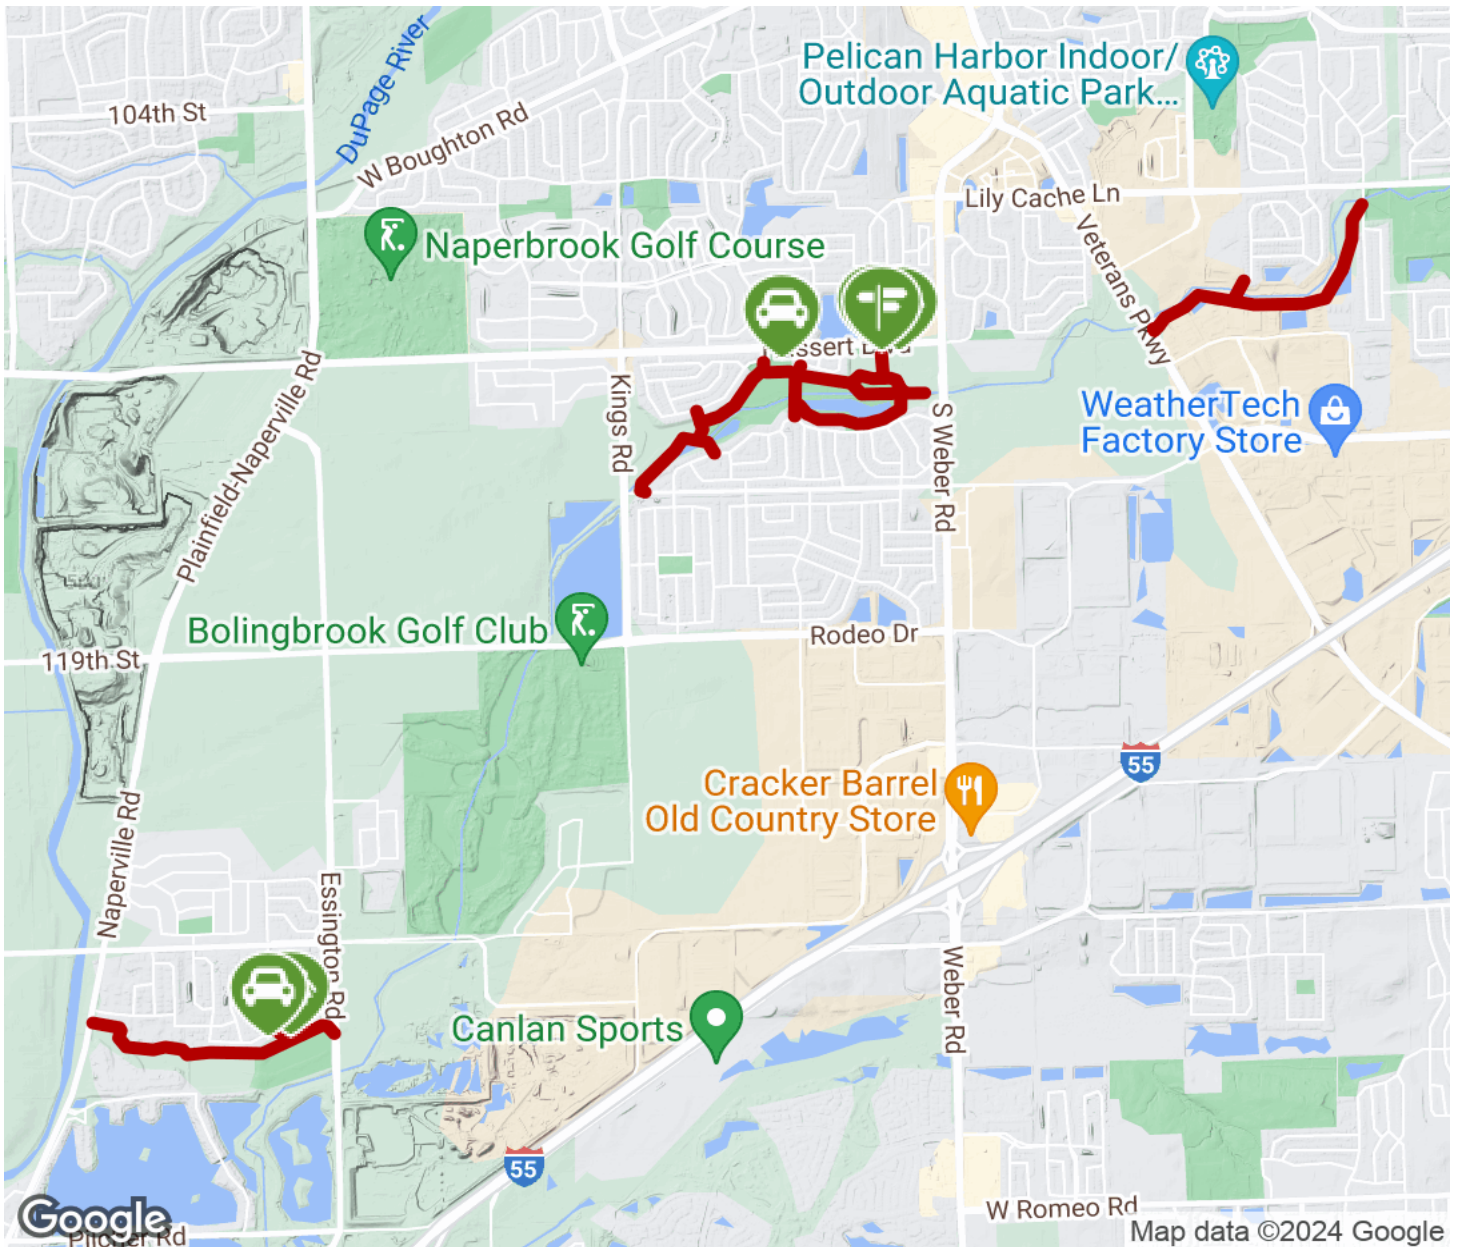 Pelican Harbor Indoor/
Outdoor Aquatic Park...
104th St
DuPage River
W Boughton Rd
Lily Cache Ln
Veterans Pkwy
Naperbrook Golf Course
Plainfield-Naperville Rd
Kings Rd
S Weber Rd
WeatherTech
Factory Store
Bolingbrook Golf Club
Rodeo Dr
119th St
55
Cracker Barrel
Old Country Store
Naperville Rd
Essington Rd
Weber Rd
Canlan Sports
55
W Romeo Rd
Google
Map data ©2024 Google